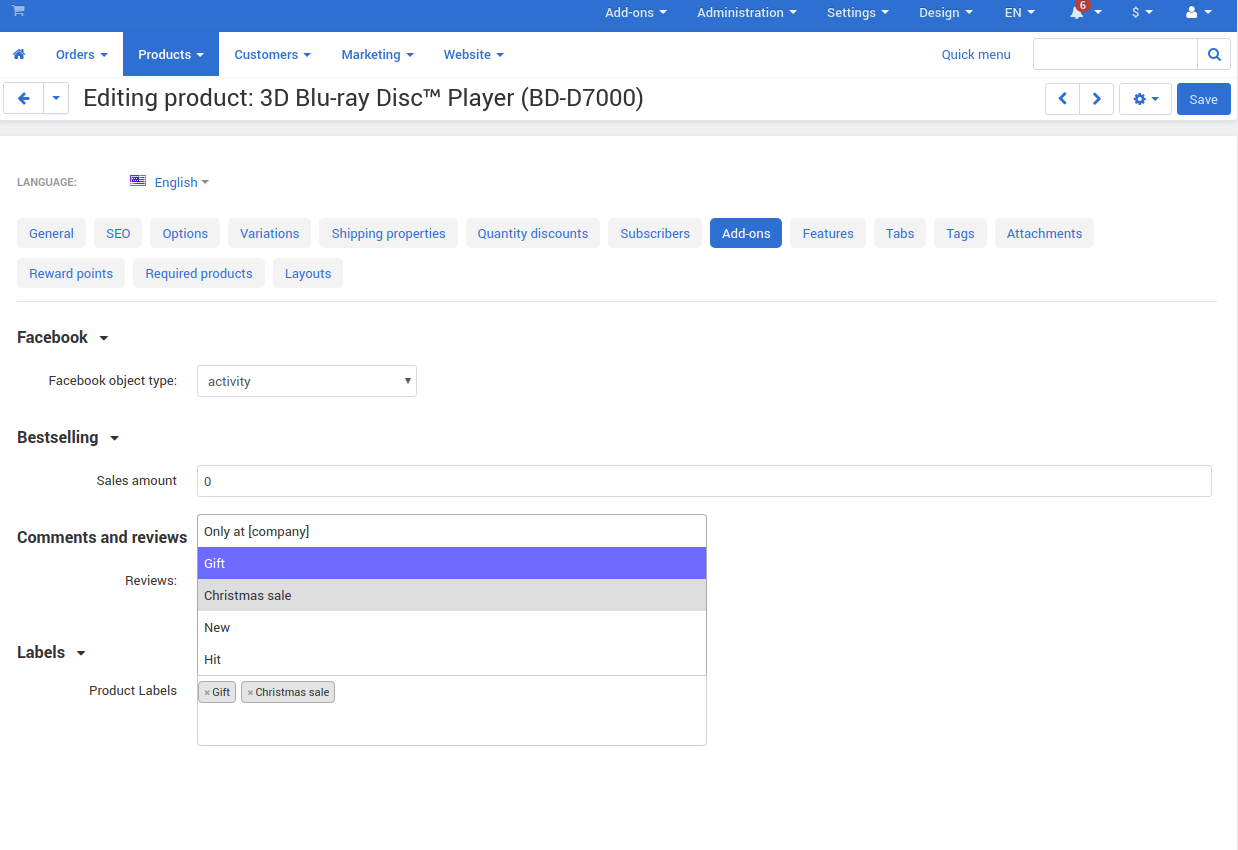 Add-ons Administration Settings Design EN 6 $
Orders Products Customers Marketing Website Quick menu
Editing product: 3D Blu-ray Disc™ Player (BD-D7000) Save
LANGUAGE: English
General SEO Options Variations Shipping properties Quantity discounts Subscribers Add-ons Features Tabs Tags Attachments
Reward points Required products Layouts
Facebook
Facebook object type: activity
Bestselling
Sales amount 0
Comments and reviews
Only at [company]
Gift
Reviews:
Christmas sale
New
Hit
Labels
Product Labels × Gift × Christmas sale